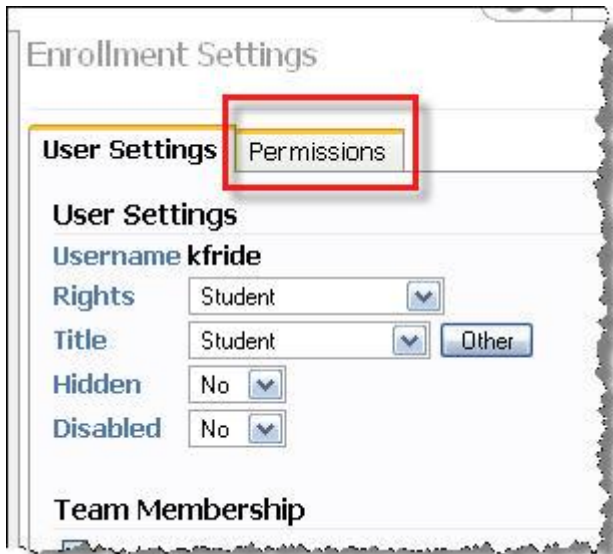 Enrollment Settings
User Settings Permissions
User Settings
Username kfride
Rights Student
Title Student Other
Hidden No
Disabled No
Team Membership